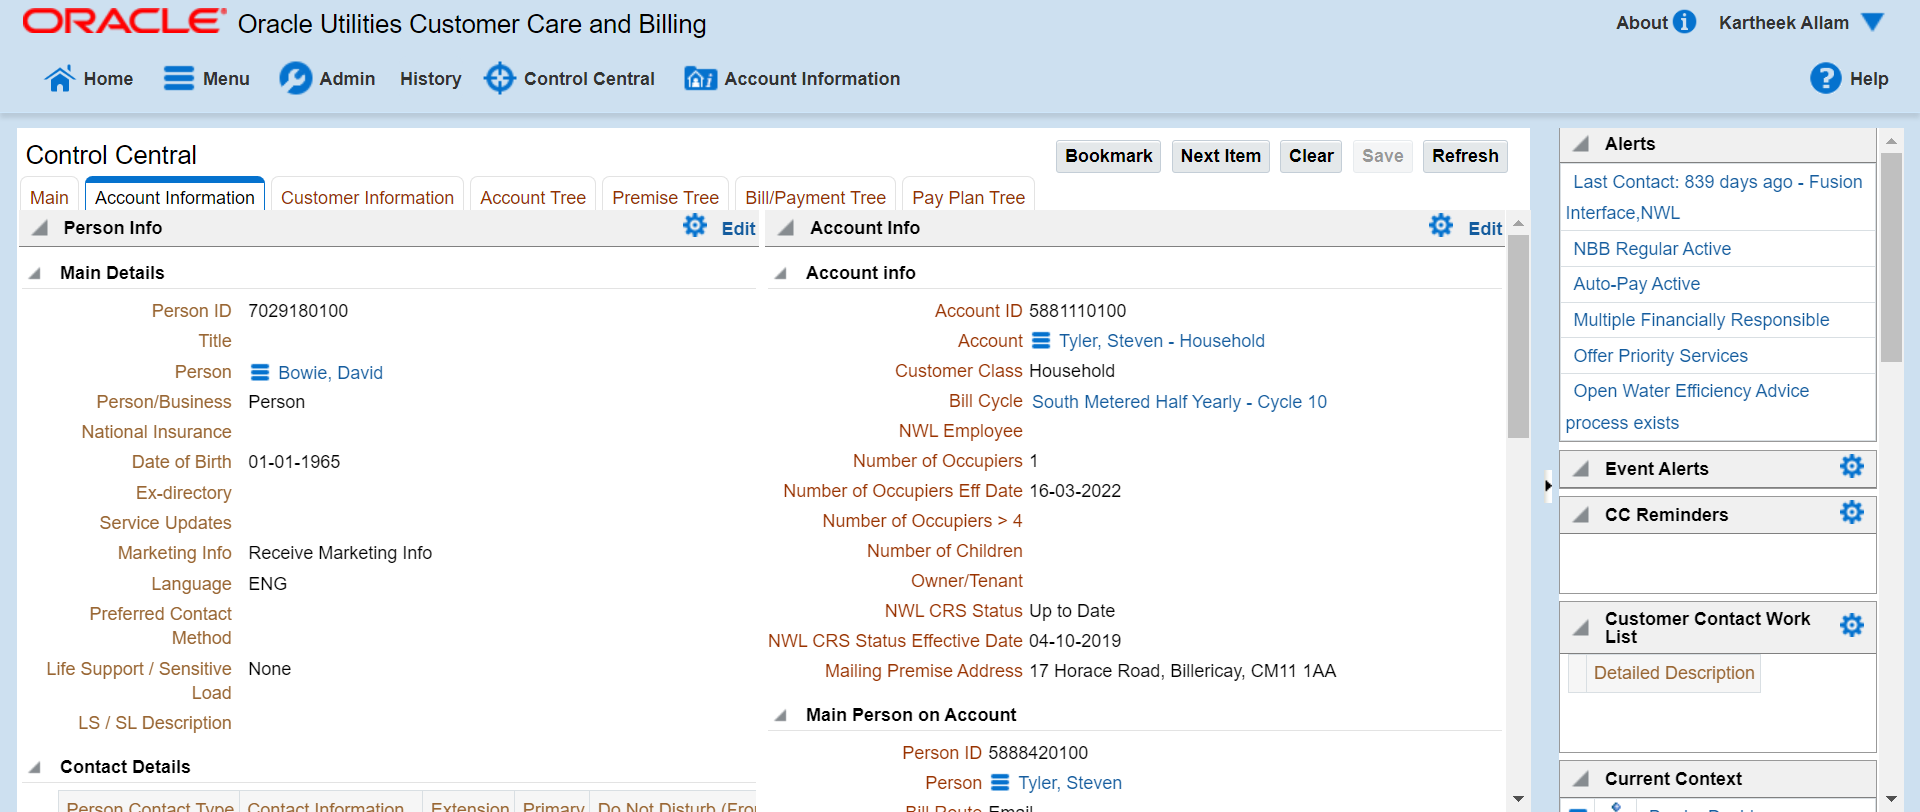 ORACLE Oracle Utilities Customer Care and Billing
About
Kartheek Allam
Home
Menu
Admin
History
Control Central
Account Information
Help
Control Central
Bookmark
Next Item
Clear
Save
Refresh
Main
Account Information
Customer Information
Account Tree
Premise Tree
Bill/Payment Tree
Pay Plan Tree
Person Info
Edit
Main Details
Person ID 7029180100
Title
Person Bowie, David
Person/Business Person
National Insurance
Date of Birth 01-01-1965
Ex-directory
Service Updates
Marketing Info Receive Marketing Info
Language ENG
Preferred Contact
Method
Life Support / Sensitive None
Load
LS / SL Description
Contact Details
Person Contact Type Contact Information Extension Primary Do Not Disturb (Fro
Account Info
Edit
Account info
Account ID 5881110100
Account Tyler, Steven - Household
Customer Class Household
Bill Cycle South Metered Half Yearly - Cycle 10
NWL Employee
Number of Occupiers 1
Number of Occupiers Eff Date 16-03-2022
Number of Occupiers > 4
Number of Children
Owner/Tenant
NWL CRS Status Up to Date
NWL CRS Status Effective Date 04-10-2019
Mailing Premise Address 17 Horace Road, Billericay, CM11 1AA
Main Person on Account
Person ID 5888420100
Person Tyler, Steven
Bill Route Email
Alerts
Last Contact: 839 days ago - Fusion
Interface,NWL
NBB Regular Active
Auto-Pay Active
Multiple Financially Responsible
Offer Priority Services
Open Water Efficiency Advice
process exists
Event Alerts
CC Reminders
Customer Contact Work
List
Detailed Description
Current Context